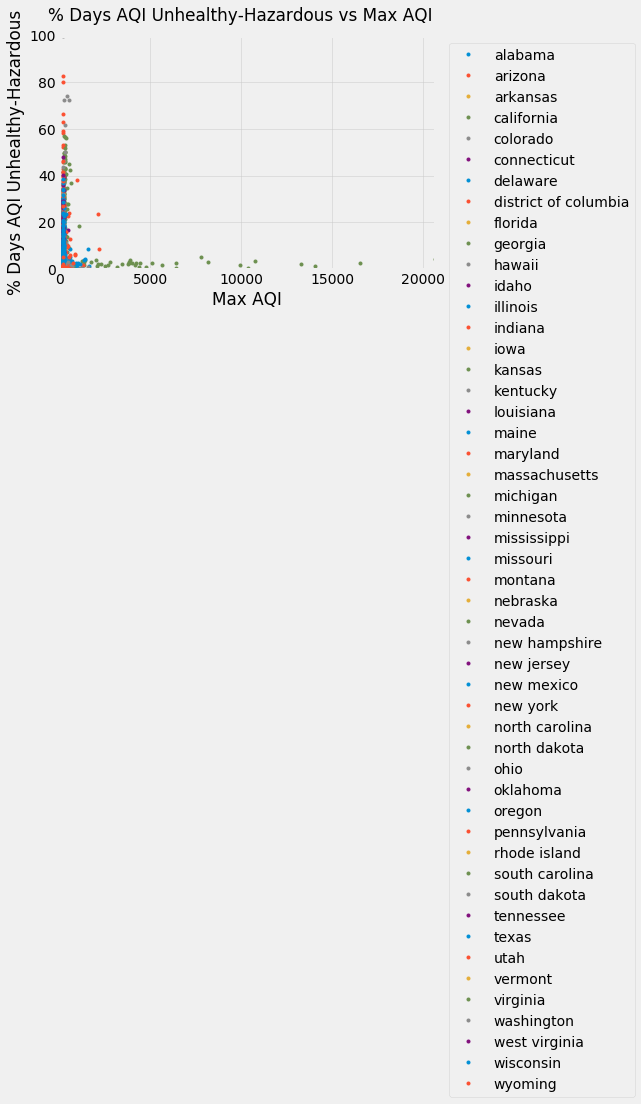 % Days AQI Unhealthy-Hazardous vs Max AQI
% Days AQI Unhealthy-Hazardous
100
80
60
40
20
0
0 5000 10000 15000 20000
Max AQI
alabama
arizona
arkansas
california
colorado
connecticut
delaware
district of columbia
florida
georgia
hawaii
idaho
illinois
indiana
iowa
kansas
kentucky
louisiana
maine
maryland
massachusetts
michigan
minnesota
mississippi
missouri
montana
nebraska
nevada
new hampshire
new jersey
new mexico
new york
north carolina
north dakota
ohio
oklahoma
oregon
pennsylvania
rhode island
south carolina
south dakota
tennessee
texas
utah
vermont
virginia
washington
west virginia
wisconsin
wyoming